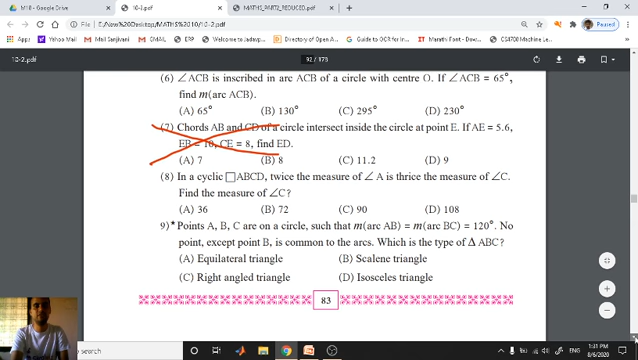 M18 - Google Drive
10-2.pdf
MATHS_PART2_REDUCED.pdf
File | E:/New%20Desktop/MATHS%2010/10-2.pdf
Paused
Apps
Yahoo Mail
Mail Sanjivani
GMAIL
ERP
Welcome to Jadavp...
Directory of Open A...
Guide to OCR for In...
Marathi Font - Dow...
CS4700 Machine Le...
10-2.pdf
92 / 173
(6) ∠ACB is inscribed in arc ACB of a circle with centre O. If ∠ACB = 65°,
find m(arc ACB).
(A) 65° (B) 130° (C) 295° (D) 230°
(7) Chords AB and CD of a circle intersect inside the circle at point E. If AE = 5.6,
EB = 10, CE = 8, find ED.
(A) 7 (B) 8 (C) 11.2 (D) 9
(8) In a cyclic □ABCD, twice the measure of ∠A is thrice the measure of ∠C.
Find the measure of ∠C?
(A) 36 (B) 72 (C) 90 (D) 108
9)★ Points A, B, C are on a circle, such that m(arc AB) = m(arc BC) = 120°. No
point, except point B, is common to the arcs. Which is the type of Δ ABC?
(A) Equilateral triangle (B) Scalene triangle
(C) Right angled triangle (D) Isosceles triangle
83
search
ENG
1:31 PM
8/6/2020